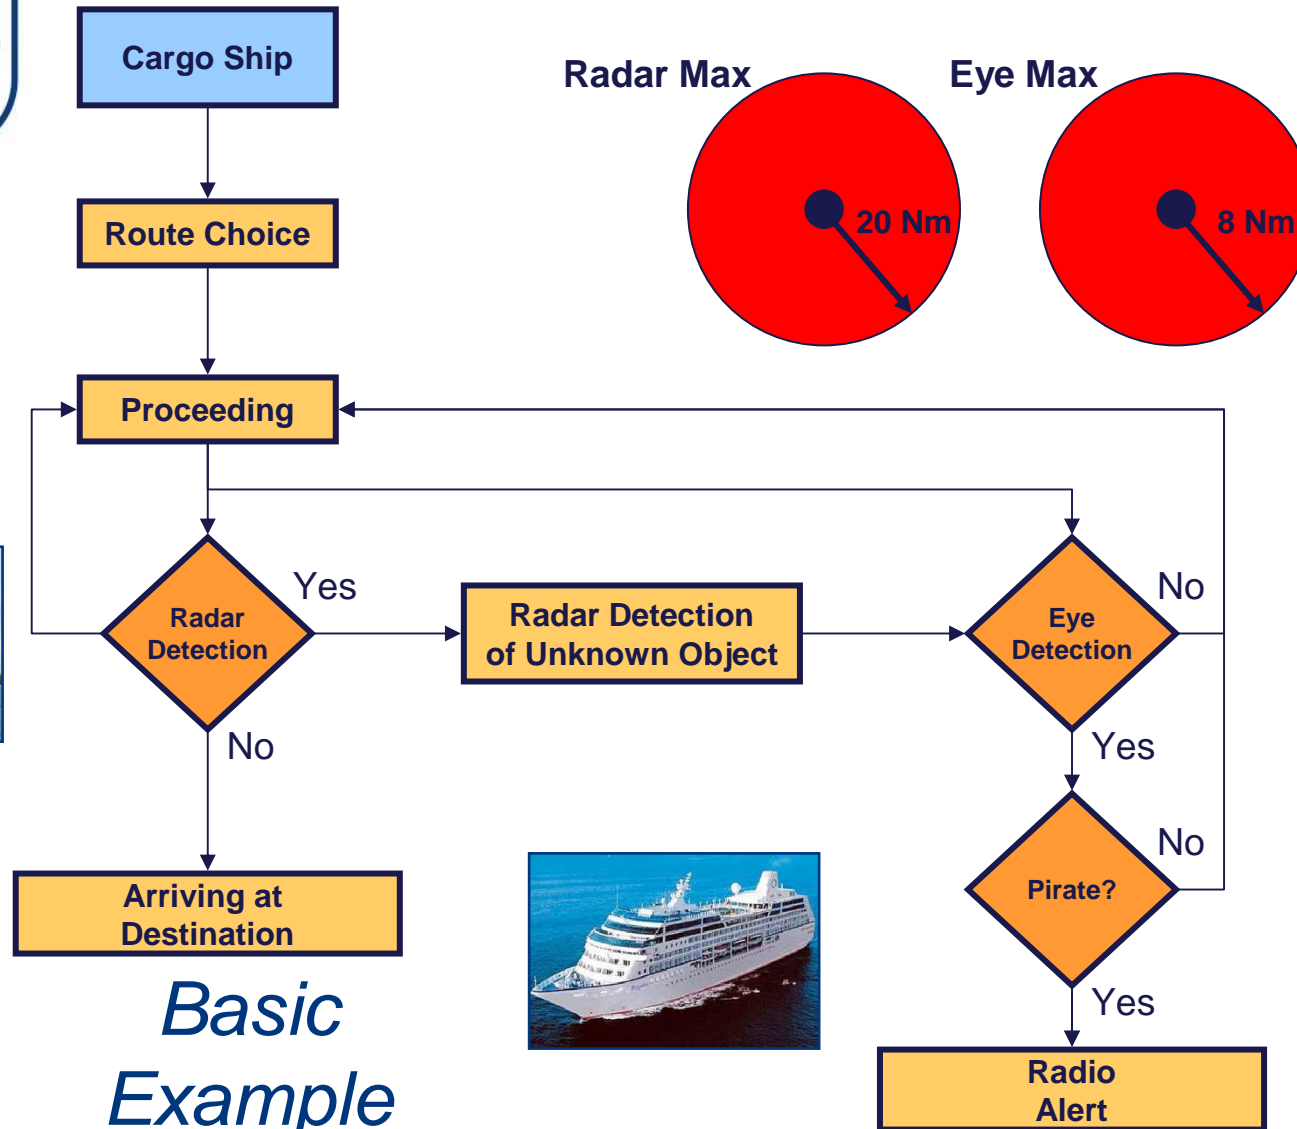 Cargo Ship
Radar Max
Eye Max
20 Nm
8 Nm
Route Choice
Proceeding
Radar
Detection
Yes
No
Radar Detection
of Unknown Object
Eye
Detection
No
Yes
Pirate?
No
Yes
Arriving at
Destination
Radio
Alert
Basic
Example